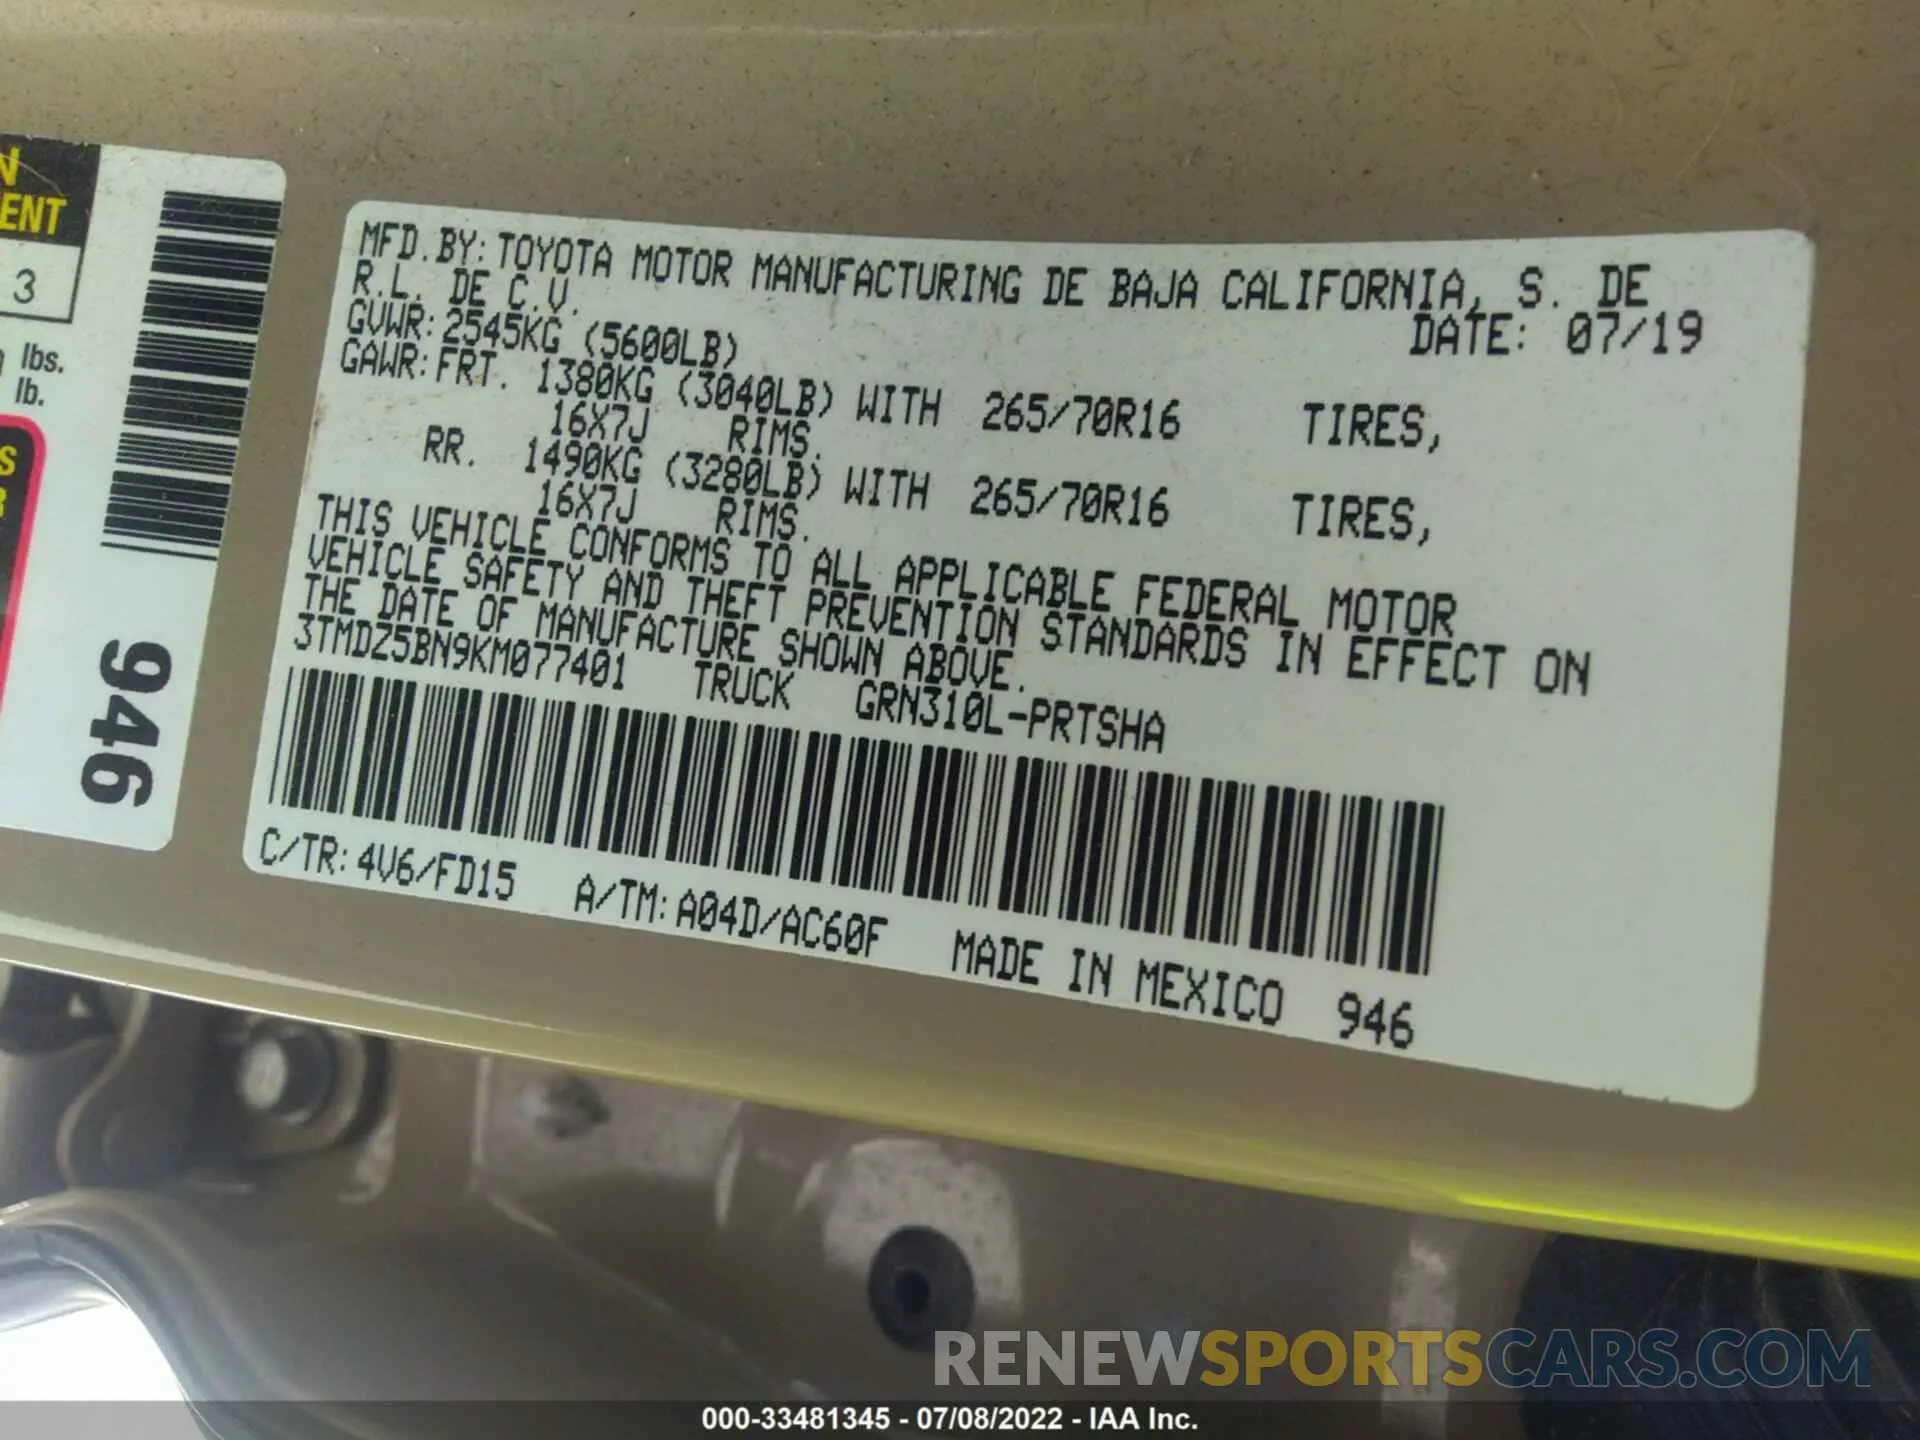 N
ENT
3
lbs.
lb.
S
R
946
MFD.BY:TOYOTA MOTOR MANUFACTURING DE BAJA CALIFORNIA, S. DE
R.L. DE C.V.
DATE: 07/19
GVWR:2545KG (5600LB)
GAWR:FRT. 1380KG (3040LB) WITH 265/70R16 TIRES,
16X7J RIMS.
RR. 1490KG (3280LB) WITH 265/70R16 TIRES,
16X7J RIMS.
THIS VEHICLE CONFORMS TO ALL APPLICABLE FEDERAL MOTOR
VEHICLE SAFETY AND THEFT PREVENTION STANDARDS IN EFFECT ON
THE DATE OF MANUFACTURE SHOWN ABOVE.
3TMDZ5BN9KM077401 TRUCK GRN310L-PRTSHA
C/TR:4V6/FD15 A/TM:A04D/AC60F MADE IN MEXICO 946
RENEWSPORTSCARS.COM
000-33481345 - 07/08/2022 - IAA Inc.